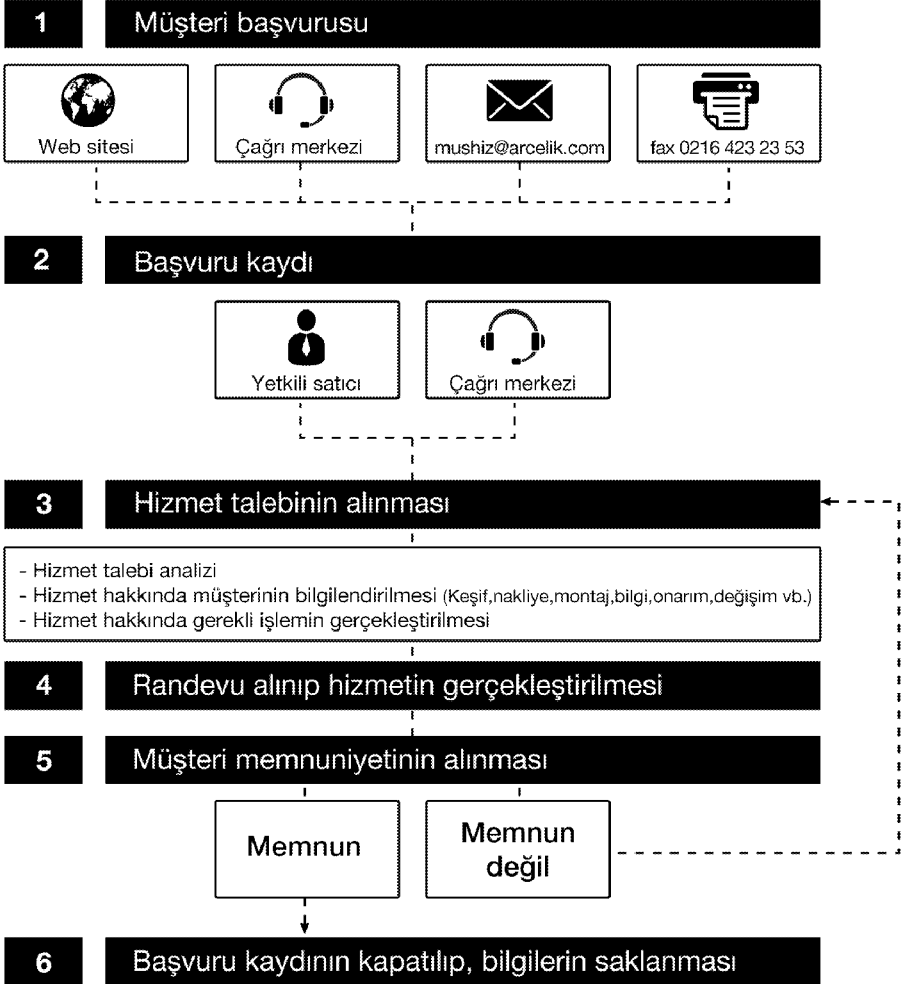 1 Müşteri başvurusu
Web sitesi
Çağrı merkezi
mushiz@arcelik.com
fax 0216 423 23 53
2 Başvuru kaydı
Yetkili satıcı
Çağrı merkezi
3 Hizmet talebinin alınması
- Hizmet talebi analizi
- Hizmet hakkında müşterinin bilgilendirilmesi (Keşif,nakliye,montaj,bilgi,onarım,değişim vb.)
- Hizmet hakkında gerekli işlemin gerçekleştirilmesi
4 Randevu alınıp hizmetin gerçekleştirilmesi
5 Müşteri memnuniyetinin alınması
Memnun
Memnun
değil
6 Başvuru kaydının kapatılıp, bilgilerin saklanması